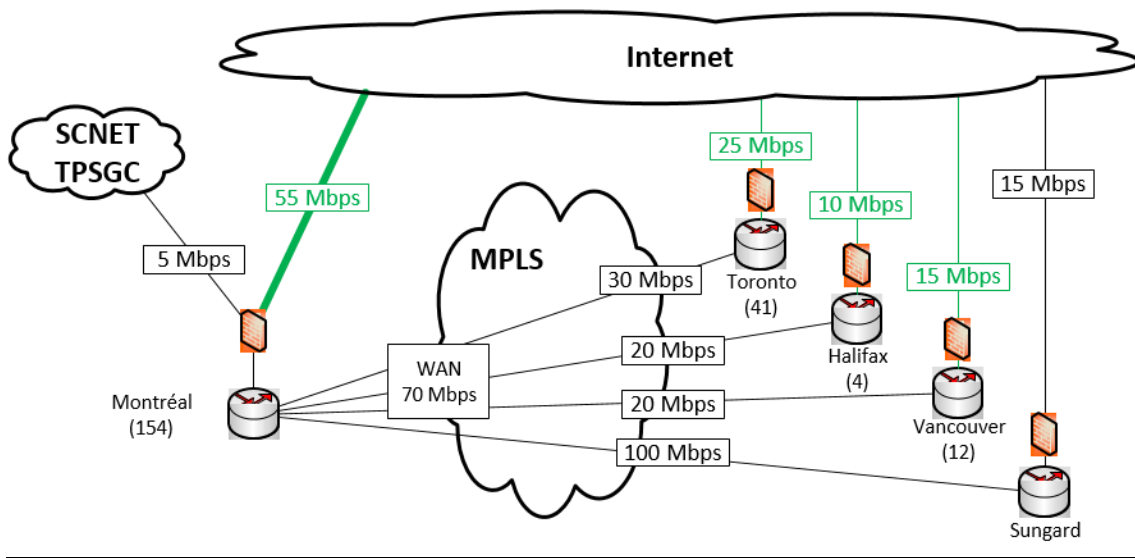 Internet
SCNET
TPSGC
25 Mbps
15 Mbps
55 Mbps
10 Mbps
5 Mbps
MPLS
30 Mbps
Toronto
(41)
15 Mbps
20 Mbps
Halifax
(4)
WAN
70 Mbps
Montréal
(154)
20 Mbps
Vancouver
(12)
100 Mbps
Sungard